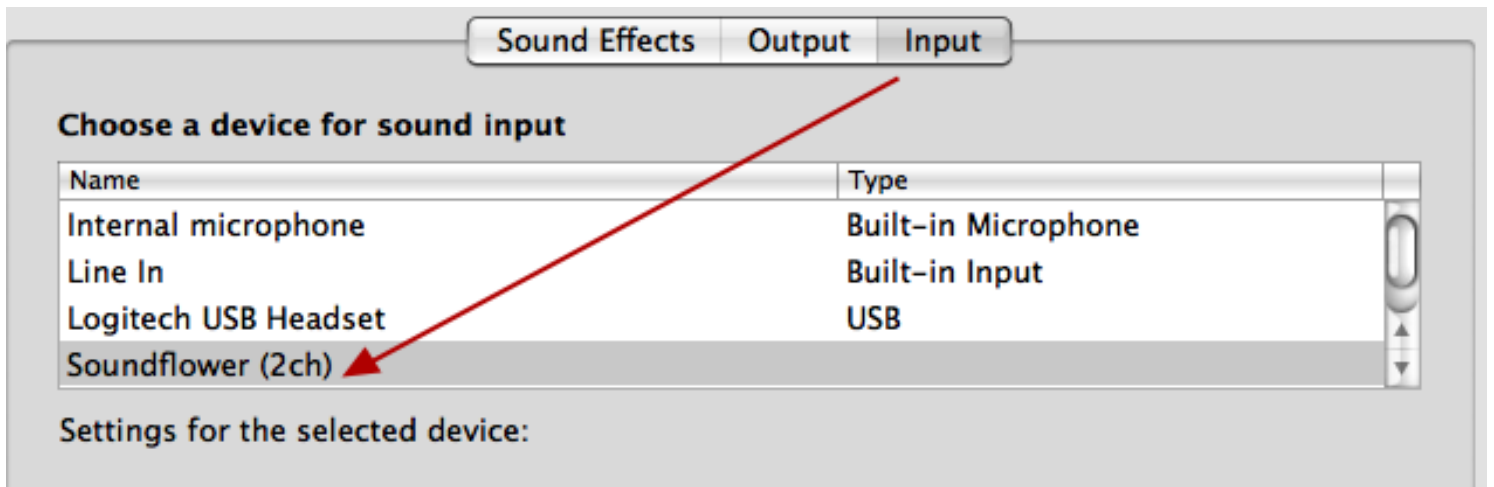 Sound Effects Output Input
Choose a device for sound input
Name Type
Internal microphone Built-in Microphone
Line In Built-in Input
Logitech USB Headset USB
Soundflower (2ch)
Settings for the selected device: